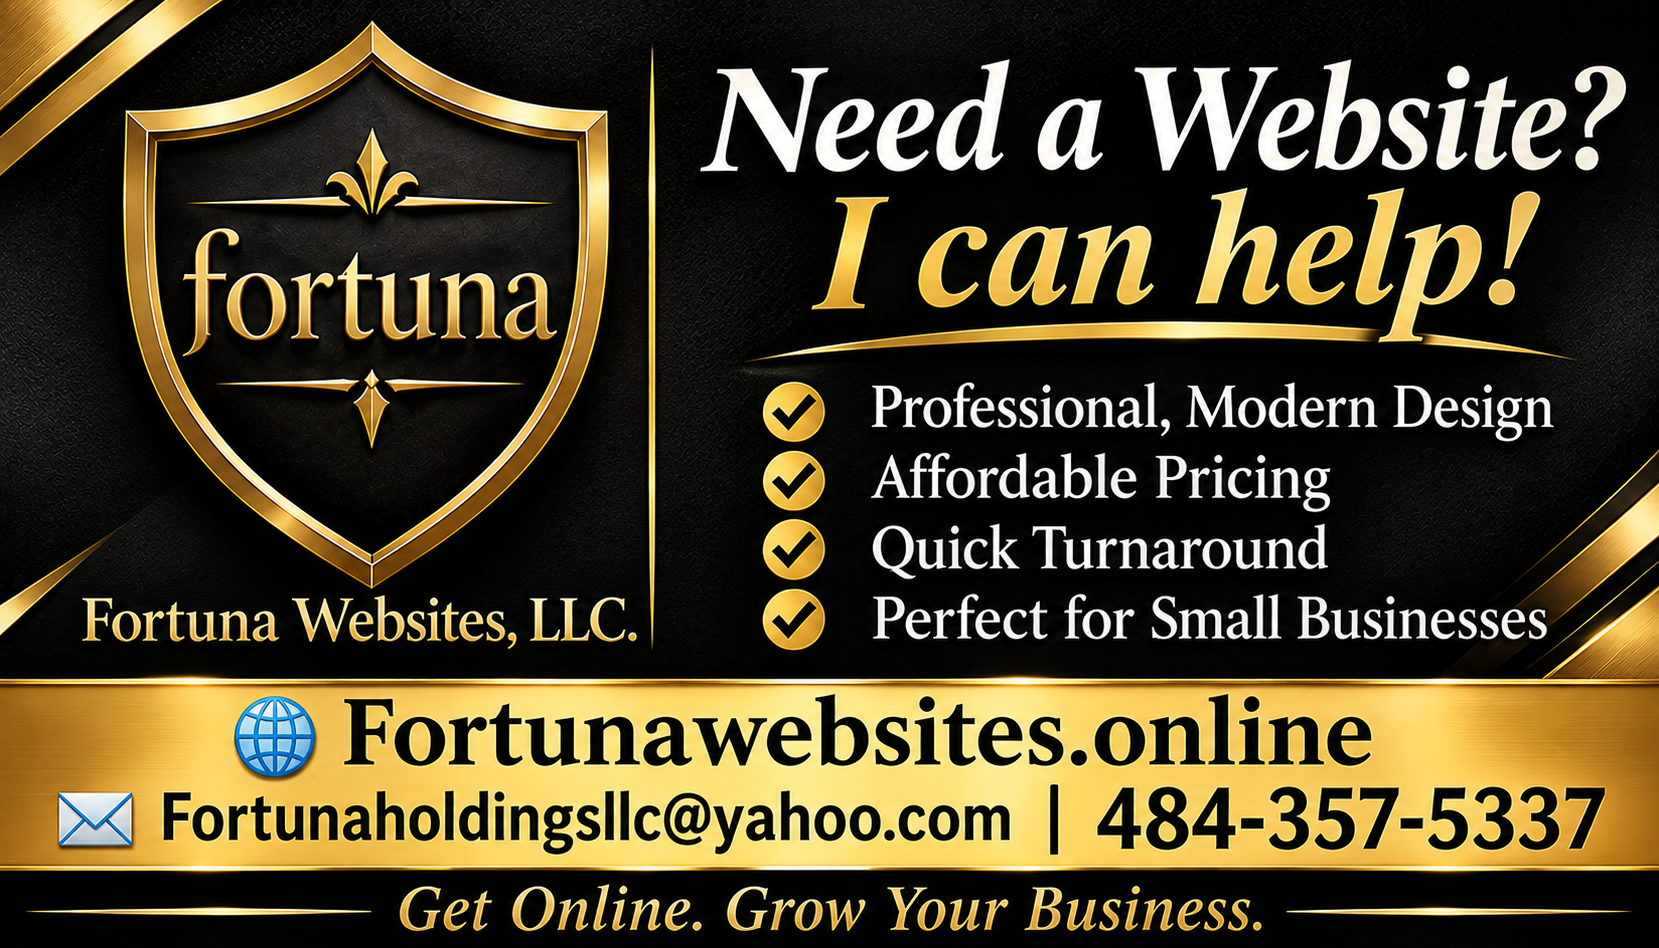 fortuna
Fortuna Websites, LLC.
Need a Website?
I can help!
Professional, Modern Design
Affordable Pricing
Quick Turnaround
Perfect for Small Businesses
Fortunawebsites.online
Fortunaholdingsllc@yahoo.com | 484-357-5337
Get Online. Grow Your Business.